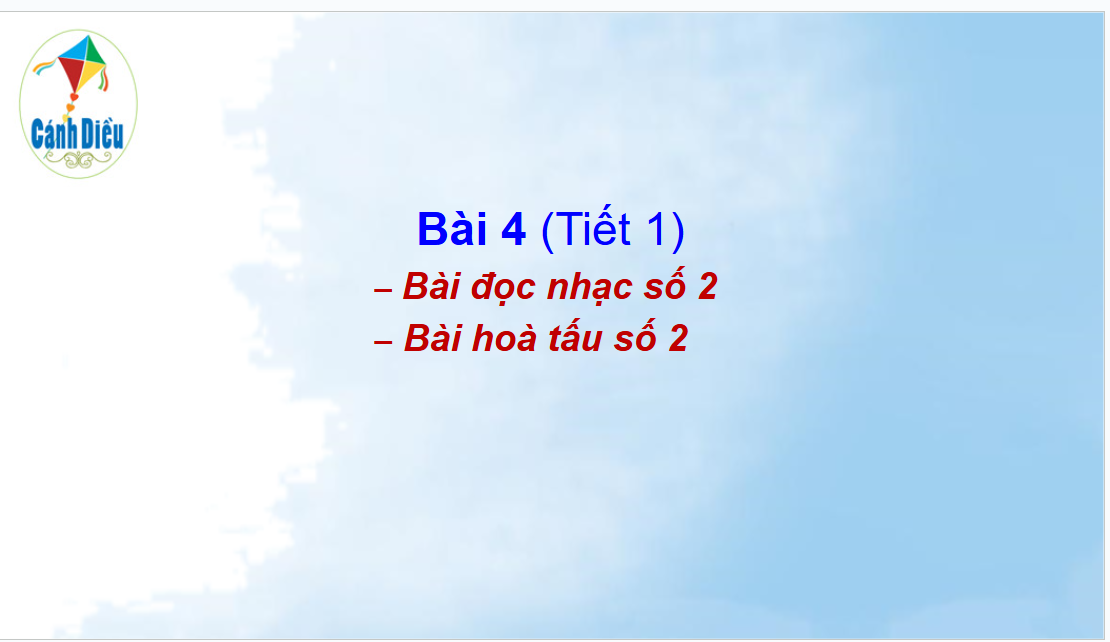 Cánh Diều
Bài 4 (Tiết 1)
– Bài đọc nhạc số 2
– Bài hoà tấu số 2